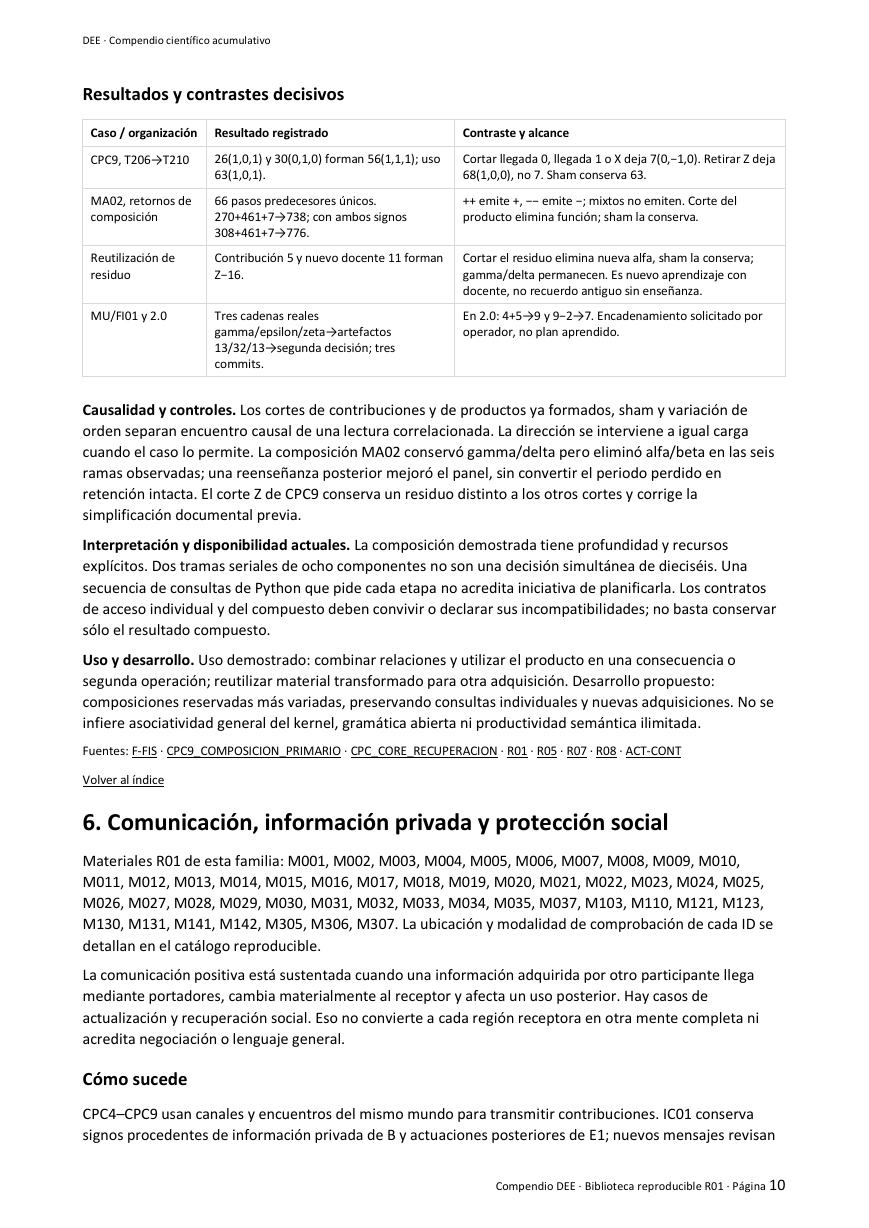 DEE · Compendio científico acumulativo
Resultados y contrastes decisivos
Caso / organización
Resultado registrado
Contraste y alcance
CPC9, T206→T210
26(1,0,1) y 30(0,1,0) forman 56(1,1,1); uso
63(1,0,1).
Cortar llegada 0, llegada 1 o X deja 7(0,−1,0). Retirar Z deja
68(1,0,0), no 7. Sham conserva 63.
MA02, retornos de
composición
66 pasos predecesores únicos.
270+461+7→738; con ambos signos
308+461+7→776.
++ emite +, −− emite −; mixtos no emiten. Corte del
producto elimina función; sham la conserva.
Reutilización de
residuo
Contribución 5 y nuevo docente 11 forman
Z−16.
Cortar el residuo elimina nueva alfa, sham la conserva;
gamma/delta permanecen. Es nuevo aprendizaje con
docente, no recuerdo antiguo sin enseñanza.
MU/FI01 y 2.0
Tres cadenas reales
gamma/epsilon/zeta→artefactos
13/32/13→segunda decisión; tres
commits.
En 2.0: 4+5→9 y 9−2→7. Encadenamiento solicitado por
operador, no plan aprendido.
Causalidad y controles. Los cortes de contribuciones y de productos ya formados, sham y variación de
orden separan encuentro causal de una lectura correlacionada. La dirección se interviene a igual carga
cuando el caso lo permite. La composición MA02 conservó gamma/delta pero eliminó alfa/beta en las seis
ramas observadas; una reenseñanza posterior mejoró el panel, sin convertir el periodo perdido en
retención intacta. El corte Z de CPC9 conserva un residuo distinto a los otros cortes y corrige la
simplificación documental previa.
Interpretación y disponibilidad actuales. La composición demostrada tiene profundidad y recursos
explícitos. Dos tramas seriales de ocho componentes no son una decisión simultánea de dieciséis. Una
secuencia de consultas de Python que pide cada etapa no acredita iniciativa de planificarla. Los contratos
de acceso individual y del compuesto deben convivir o declarar sus incompatibilidades; no basta conservar
sólo el resultado compuesto.
Uso y desarrollo. Uso demostrado: combinar relaciones y utilizar el producto en una consecuencia o
segunda operación; reutilizar material transformado para otra adquisición. Desarrollo propuesto:
composiciones reservadas más variadas, preservando consultas individuales y nuevas adquisiciones. No se
infiere asociatividad general del kernel, gramática abierta ni productividad semántica ilimitada.
Fuentes: F-FIS · CPC9_COMPOSICION_PRIMARIO · CPC_CORE_RECUPERACION · R01 · R05 · R07 · R08 · ACT-CONT
Volver al índice
6. Comunicación, información privada y protección social
Materiales R01 de esta familia: M001, M002, M003, M004, M005, M006, M007, M008, M009, M010,
M011, M012, M013, M014, M015, M016, M017, M018, M019, M020, M021, M022, M023, M024, M025,
M026, M027, M028, M029, M030, M031, M032, M033, M034, M035, M037, M103, M110, M121, M123,
M130, M131, M141, M142, M305, M306, M307. La ubicación y modalidad de comprobación de cada ID se
detallan en el catálogo reproducible.
La comunicación positiva está sustentada cuando una información adquirida por otro participante llega
mediante portadores, cambia materialmente al receptor y afecta un uso posterior. Hay casos de
actualización y recuperación social. Eso no convierte a cada región receptora en otra mente completa ni
acredita negociación o lenguaje general.
Cómo sucede
CPC4–CPC9 usan canales y encuentros del mismo mundo para transmitir contribuciones. IC01 conserva
signos procedentes de información privada de B y actuaciones posteriores de E1; nuevos mensajes revisan
Compendio DEE · Biblioteca reproducible R01 · Página 10